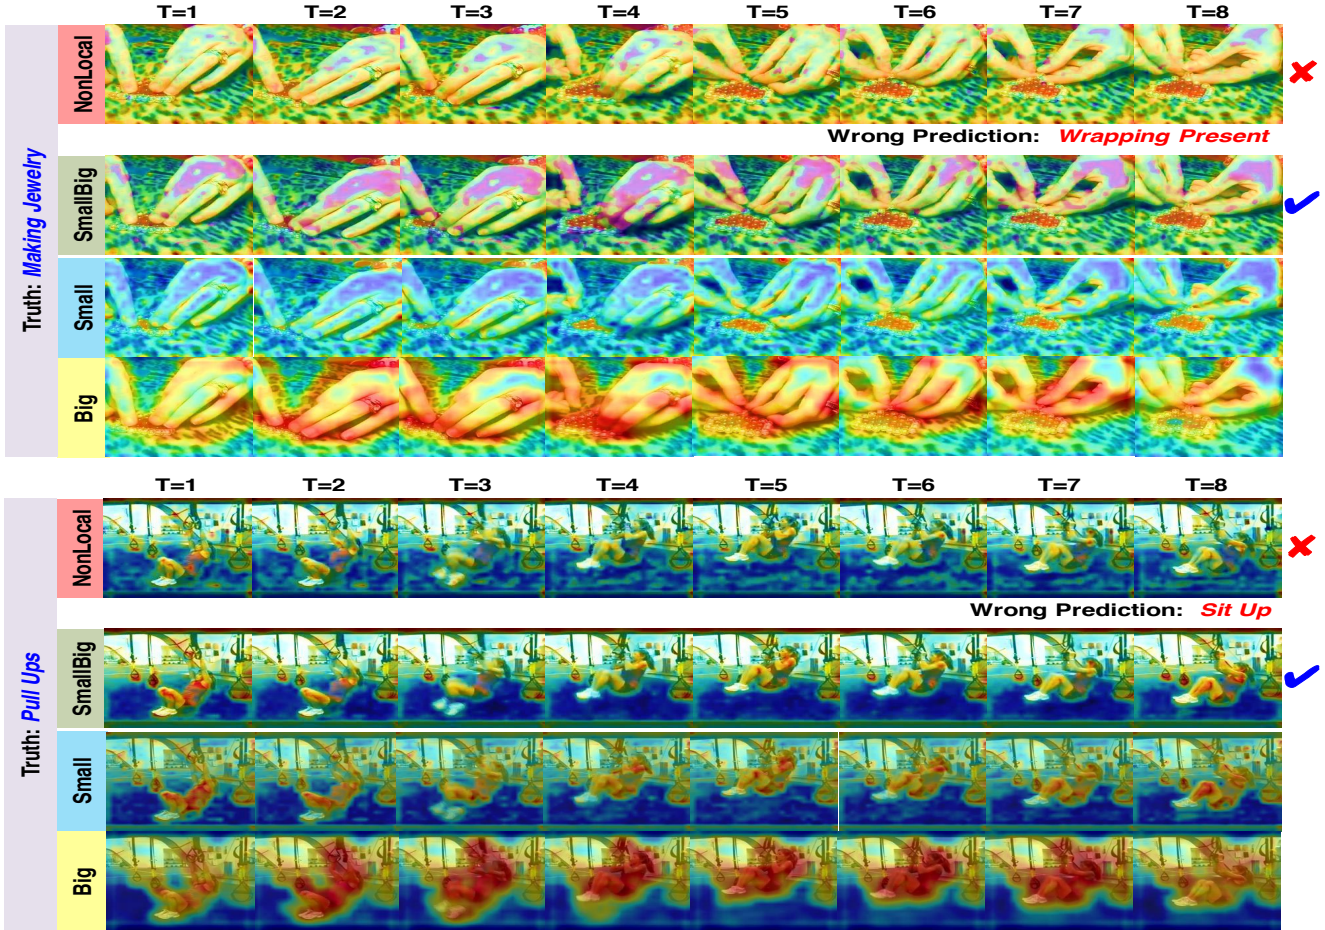 T=1 T=2 T=3 T=4 T=5 T=6 T=7 T=8
Truth: Making Jewelry
NonLocal
Wrong Prediction: Wrapping Present
SmallBig
Small
Big
T=1 T=2 T=3 T=4 T=5 T=6 T=7 T=8
Truth: Pull Ups
NonLocal
Wrong Prediction: Sit Up
SmallBig
Small
Big